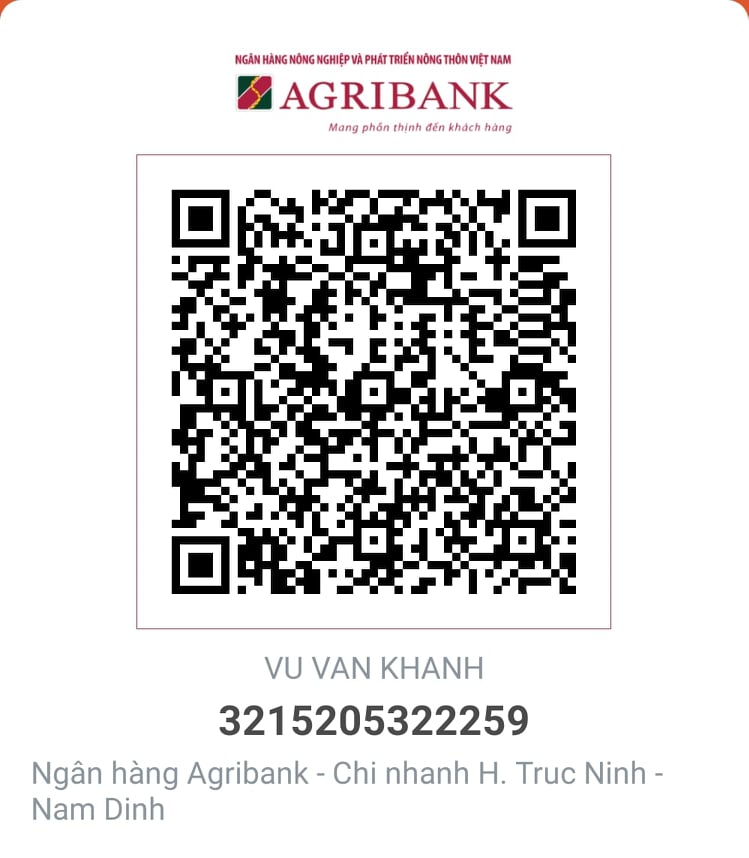 NGÂN HÀNG NÔNG NGHIỆP VÀ PHÁT TRIỂN NÔNG THÔN VIỆT NAM
AGRIBANK
Mang phồn thịnh đến khách hàng
VU VAN KHANH
3215205322259
Ngân hàng Agribank - Chi nhanh H. Truc Ninh -
Nam Dinh